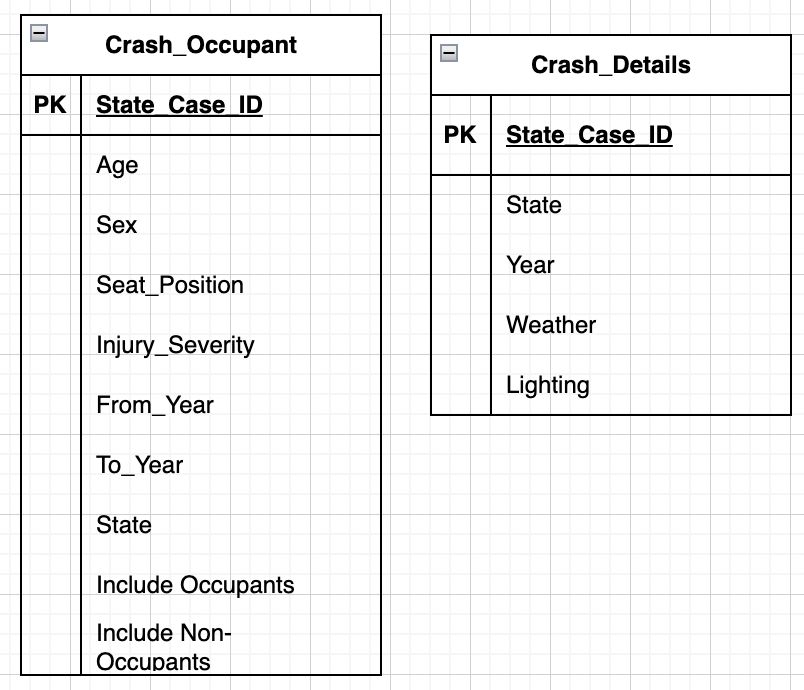 Crash_Occupant
PK State_Case_ID
Age
Sex
Seat_Position
Injury_Severity
From_Year
To_Year
State
Include Occupants
Include Non-
Occupants
Crash_Details
PK State_Case_ID
State
Year
Weather
Lighting